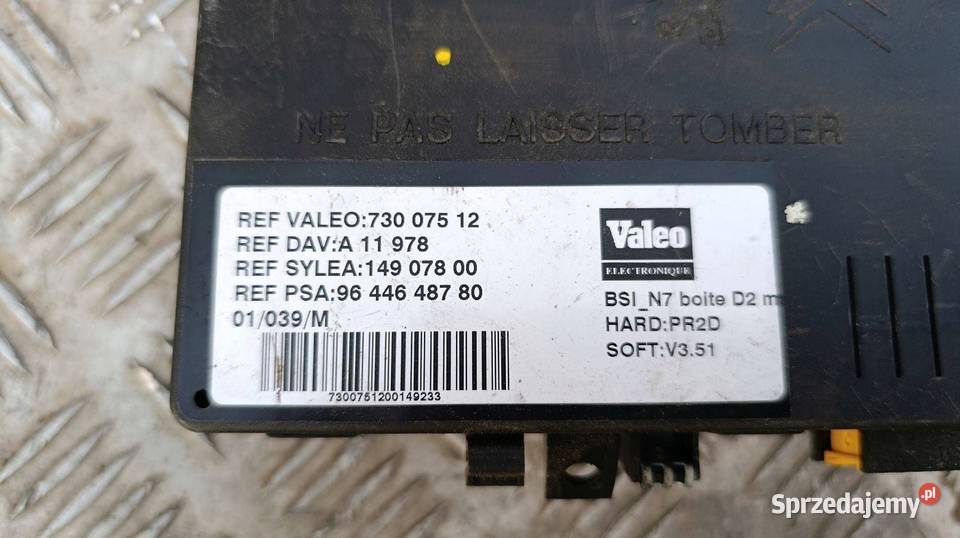 NE PAS LAISSER TOMBER
REF VALEO:730 075 12
REF DAV:A 11 978
REF SYLEA:149 078 00
REF PSA:96 446 487 80
01/039/M
7300751200149233
Valeo
ELECTRONIQUE
BSI_N7 boite D2 m
HARD:PR2D
SOFT:V3.51
Sprzedajemy.pl